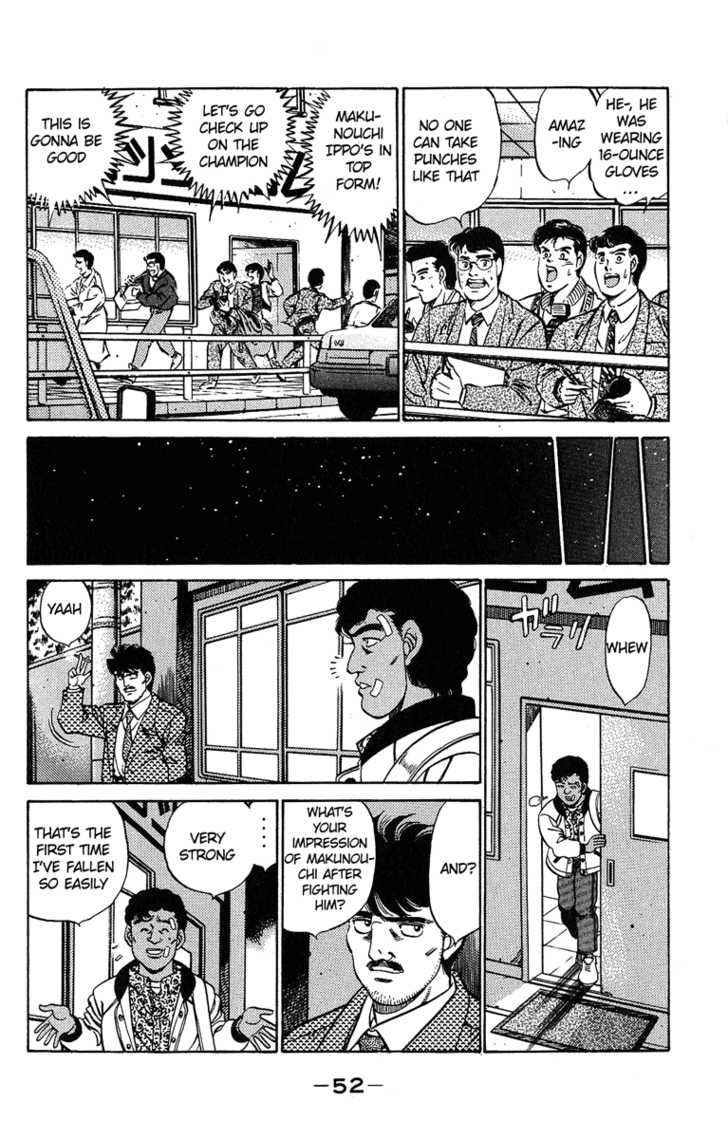 HE-, HE
WAS
WEARING
16-OUNCE
GLOVES
...
AMAZ
-ING
NO ONE
CAN TAKE
PUNCHES
LIKE THAT
MAKU-
NOUCHI
IPPO'S IN
TOP
FORM!
LET'S GO
CHECK UP
ON THE
CHAMPION
THIS IS
GONNA BE
GOOD
ガラッ
WHEW
YAAH
AND?
WHAT'S
YOUR
IMPRESSION
OF MAKUNOU-
CHI AFTER
FIGHTING
HIM?
....
VERY
STRONG
THAT'S THE
FIRST TIME
I'VE FALLEN
SO EASILY
—52—